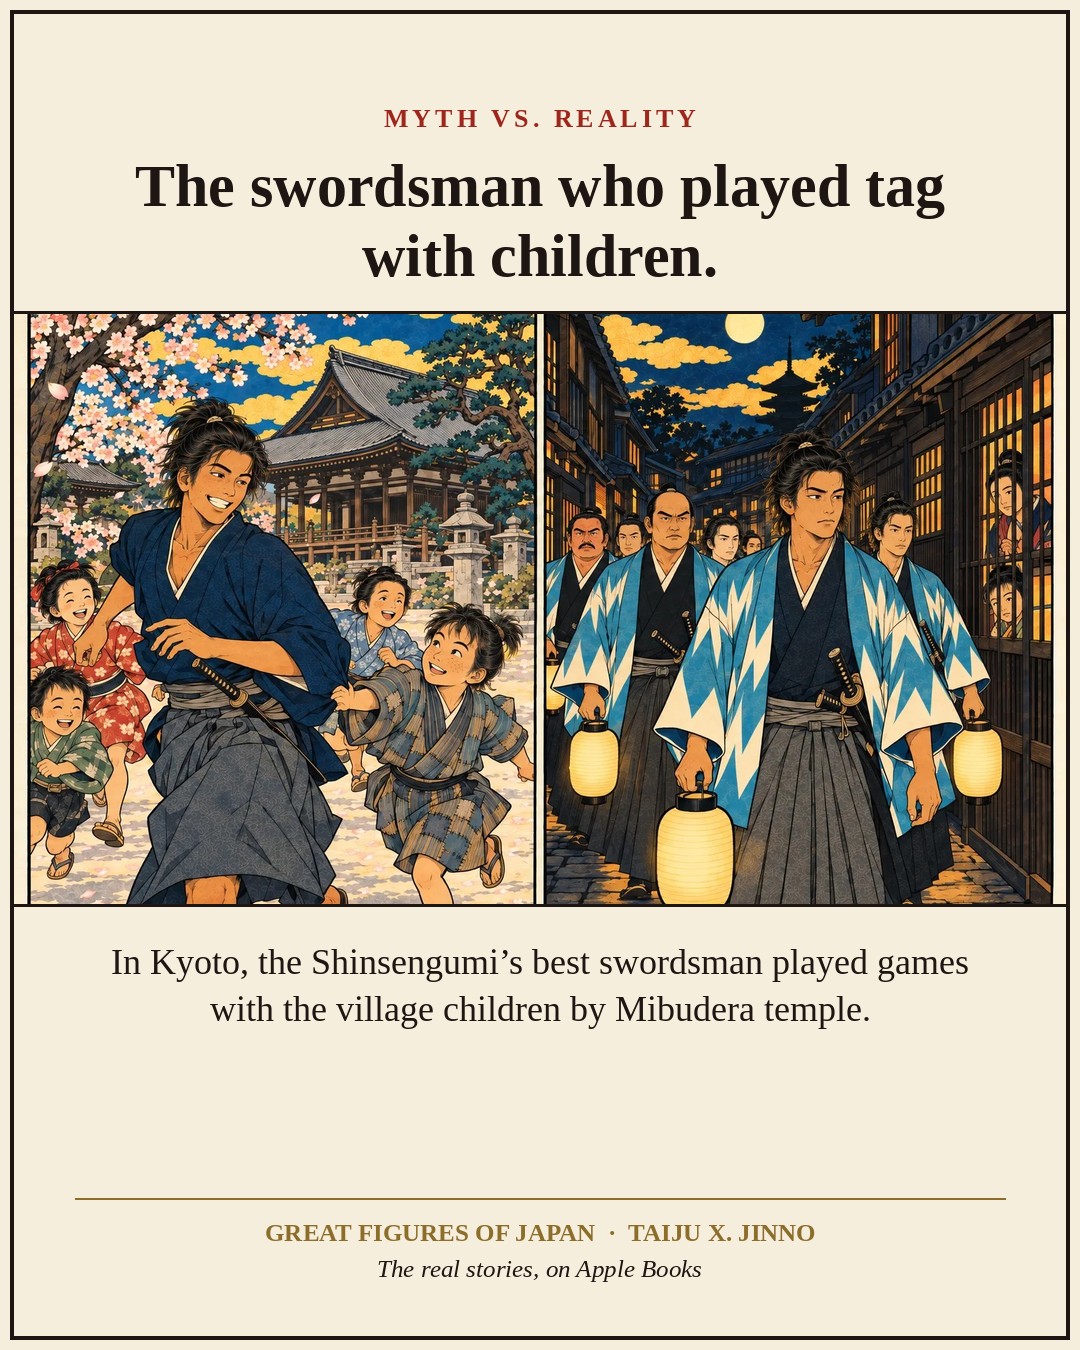 MYTH VS. REALITY
The swordsman who played tag
with children.
In Kyoto, the Shinsengumi’s best swordsman played games
with the village children by Mibudera temple.
GREAT FIGURES OF JAPAN · TAIJU X. JINNO
The real stories, on Apple Books